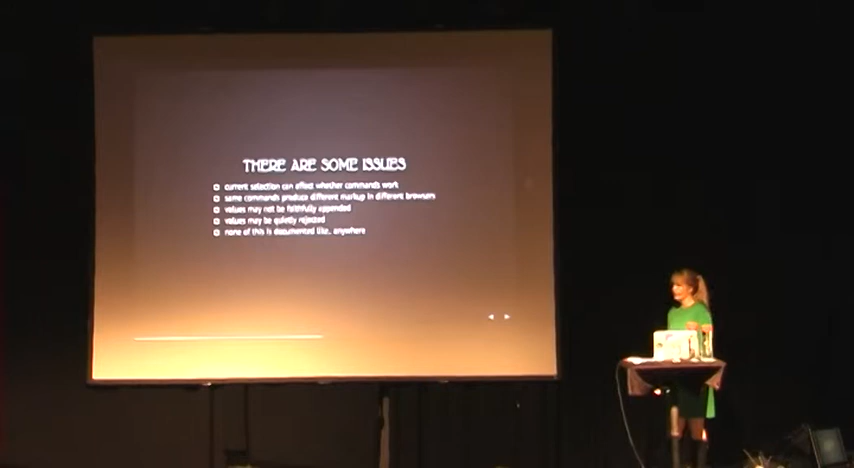 THERE ARE SOME ISSUES
current selection can affect whether commands work
same commands produce different markup in different browsers
values may not be faithfully appended
values may be quietly rejected
none of this is documented like.. anywhere